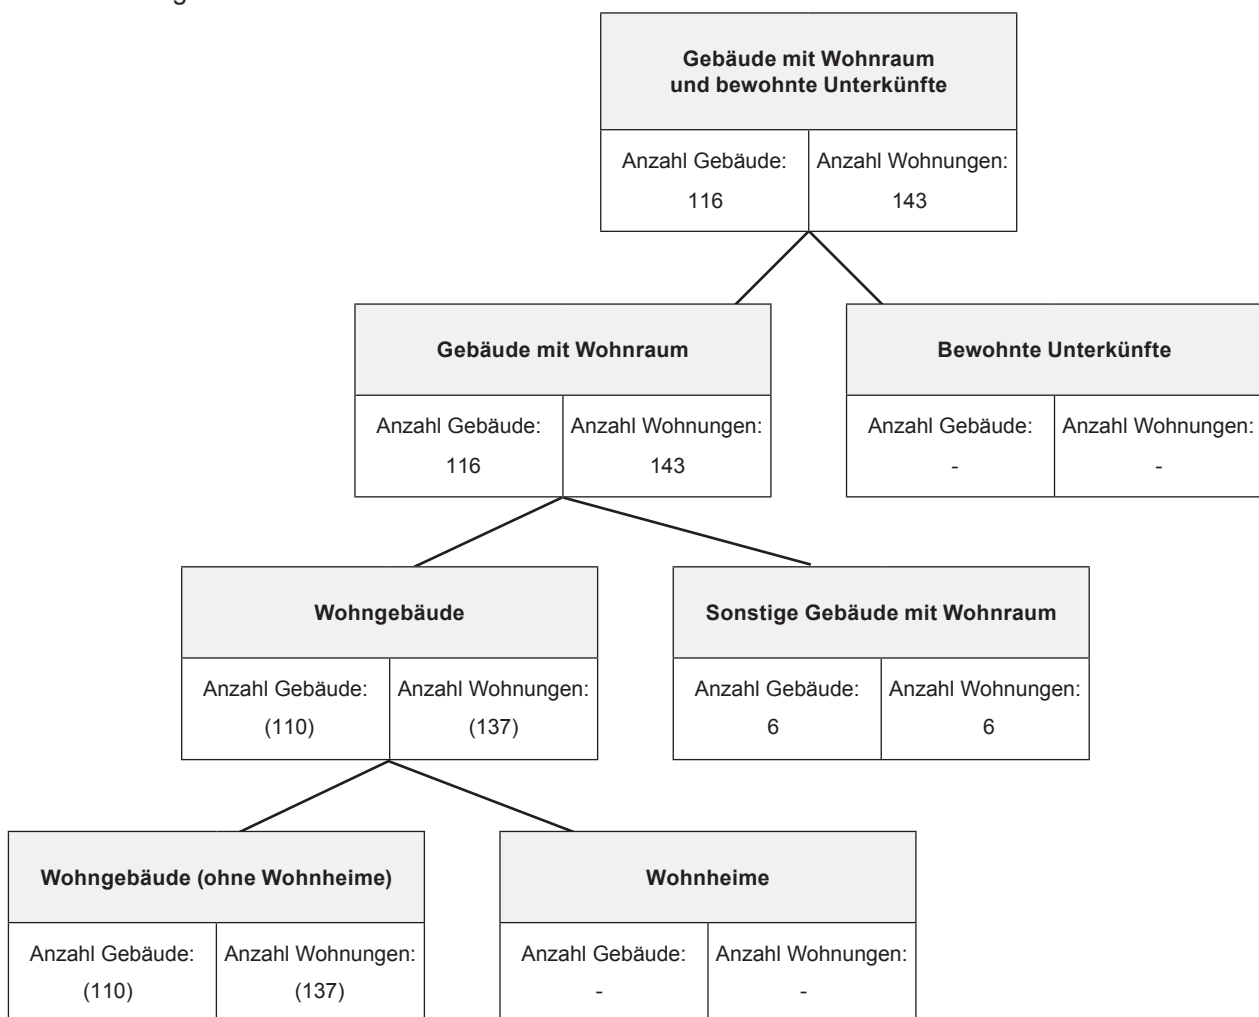 Gebäude mit Wohnraum
und bewohnte Unterkünfte
Anzahl Gebäude: Anzahl Wohnungen:
116 143
Gebäude mit Wohnraum Bewohnte Unterkünfte
Anzahl Gebäude: Anzahl Wohnungen: Anzahl Gebäude: Anzahl Wohnungen:
116 143 - -
Wohngebäude Sonstige Gebäude mit Wohnraum
Anzahl Gebäude: Anzahl Wohnungen: Anzahl Gebäude: Anzahl Wohnungen:
(110) (137) 6 6
Wohngebäude (ohne Wohnheime) Wohnheime
Anzahl Gebäude: Anzahl Wohnungen: Anzahl Gebäude: Anzahl Wohnungen:
(110) (137) - -